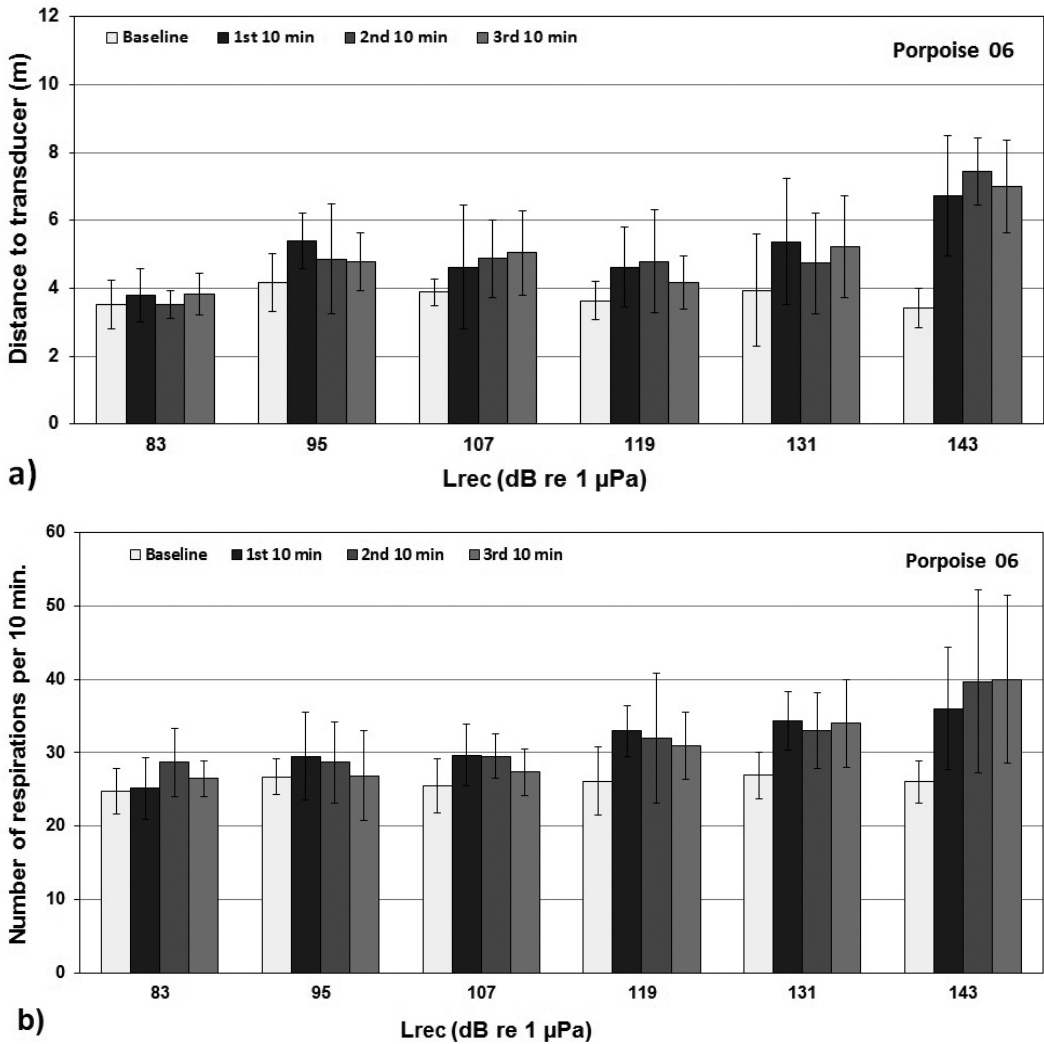 12
10
8
6
4
2
0
Distance to transducer (m)
Baseline 1st 10 min 2nd 10 min 3rd 10 min
Porpoise 06
83 95 107 119 131 143
Lrec (dB re 1 µPa)
a)
60
50
40
30
20
10
0
Number of respirations per 10 min.
Baseline 1st 10 min 2nd 10 min 3rd 10 min
Porpoise 06
83 95 107 119 131 143
Lrec (dB re 1 µPa)
b)